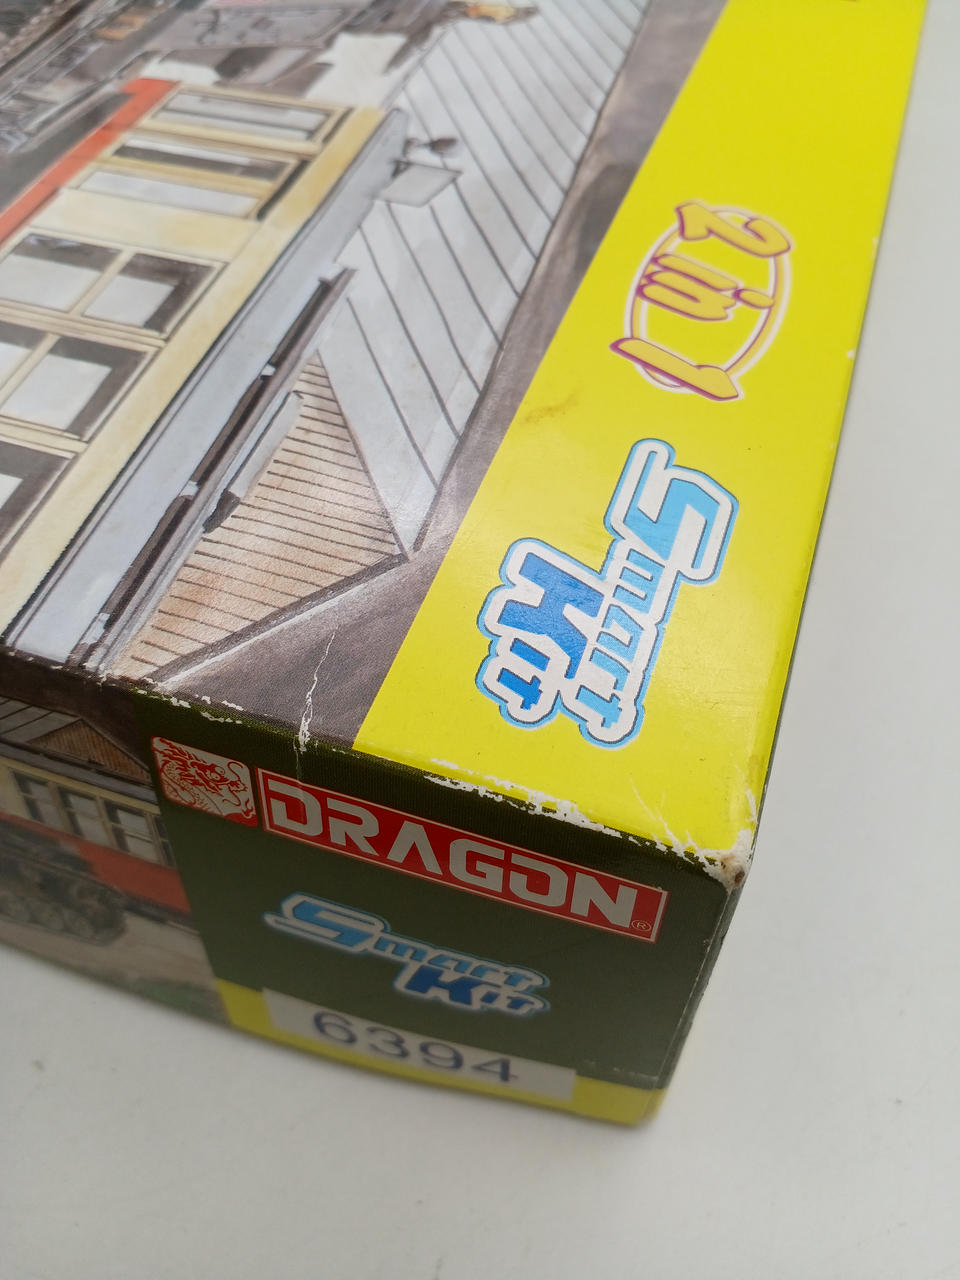 2 in 1
Smart
Kit
DRAGON®
Smart
Kit
6394